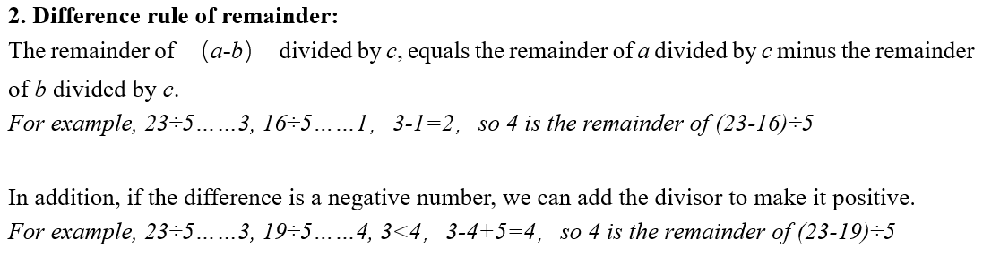 2. Difference rule of remainder:
The remainder of （a-b） divided by c, equals the remainder of a divided by c minus the remainder
of b divided by c.
For example, 23÷5……3, 16÷5……1, 3-1=2, so 4 is the remainder of (23-16)÷5
In addition, if the difference is a negative number, we can add the divisor to make it positive.
For example, 23÷5……3, 19÷5……4, 3<4, 3-4+5=4, so 4 is the remainder of (23-19)÷5